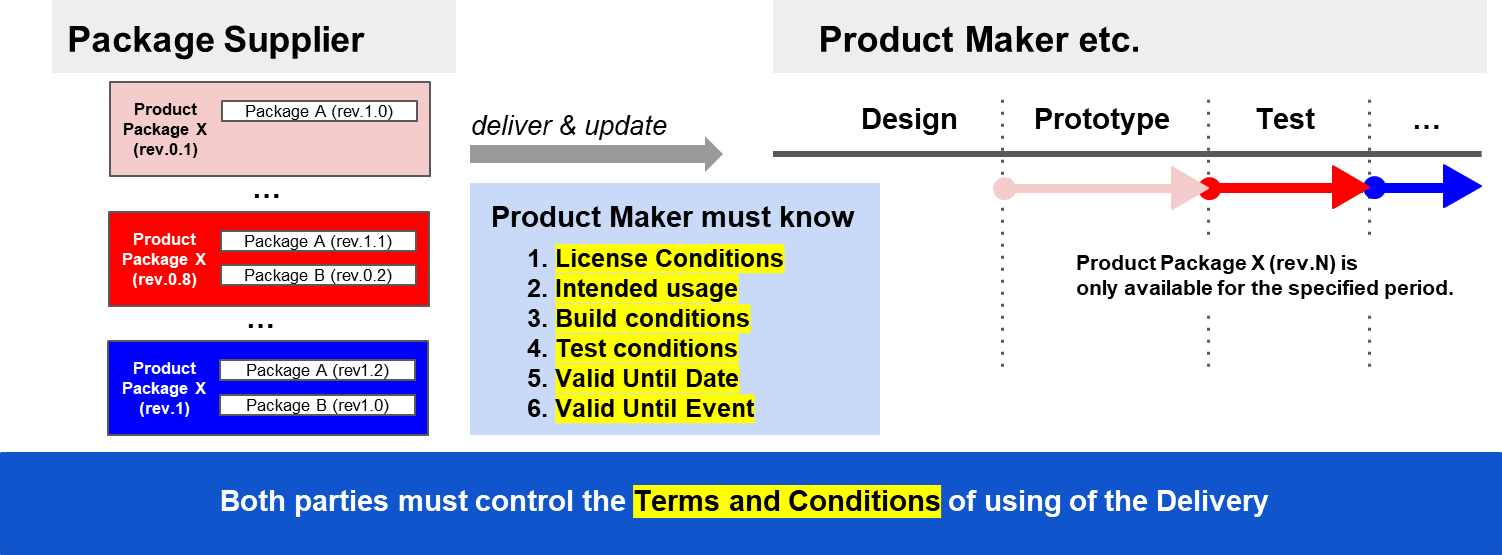 Package Supplier
Product
Package X
(rev.0.1)
Package A (rev.1.0)
...
Product
Package X
(rev.0.8)
Package A (rev.1.1)
Package B (rev.0.2)
...
Product
Package X
(rev.1)
Package A (rev1.2)
Package B (rev1.0)
deliver & update
Product Maker must know
1. License Conditions
2. Intended usage
3. Build conditions
4. Test conditions
5. Valid Until Date
6. Valid Until Event
Product Maker etc.
Design
Prototype
Test
...
Product Package X (rev.N) is
only available for the specified period.
Both parties must control the Terms and Conditions of using of the Delivery